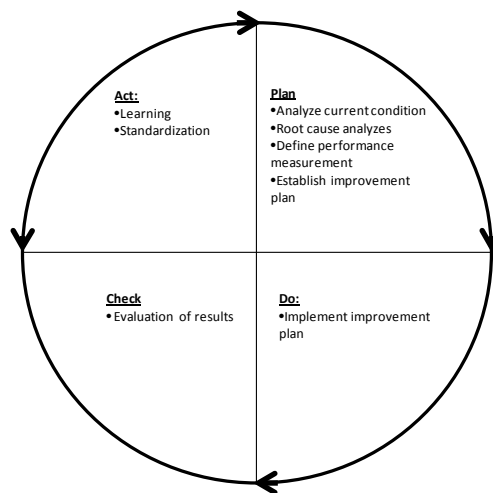 Act:
•Learning
•Standardization
Plan
•Analyze current condition
•Root cause analyzes
•Define performance
measurement
•Establish improvement
plan
Check
•Evaluation of results
Do:
•Implement improvement
plan